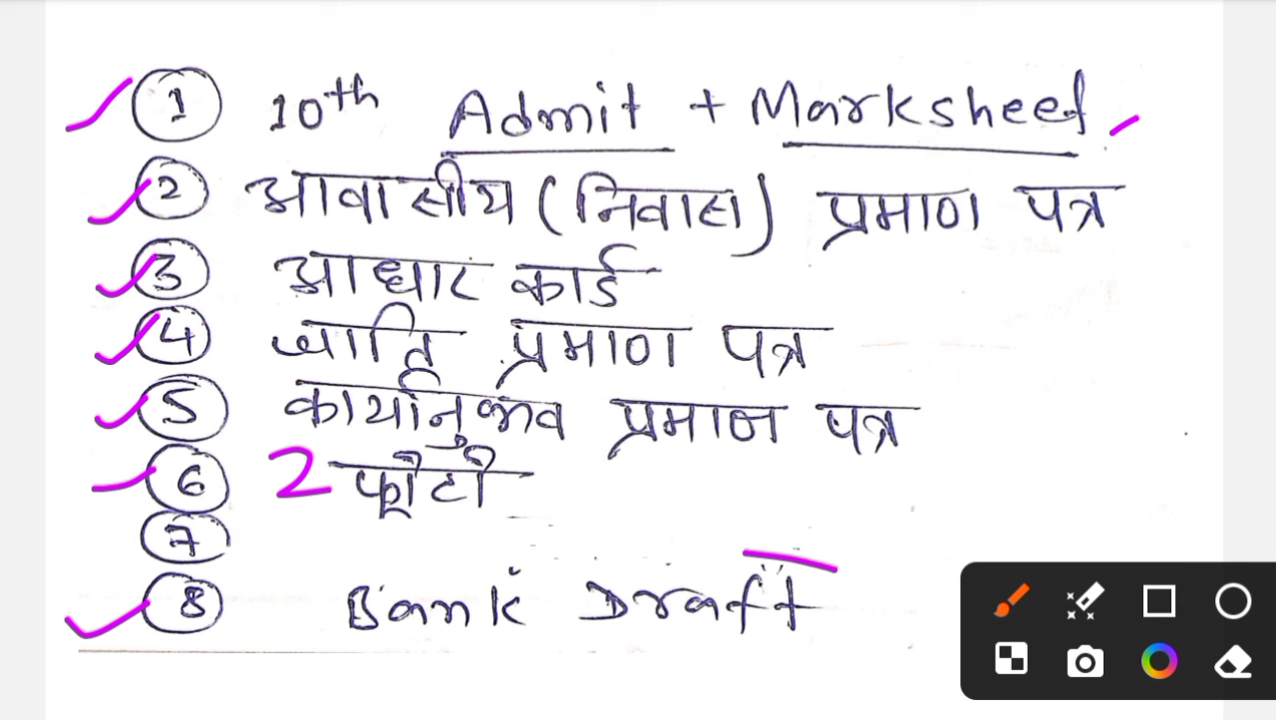 1 10th Admit + Marksheet
2 आवासीय (निवास) प्रमाण पत्र
3 आधार कार्ड
4 जाति प्रमाण पत्र
5 कार्यानुभव प्रमाण पत्र
6 2 फोटो
7
8 Bank Draft